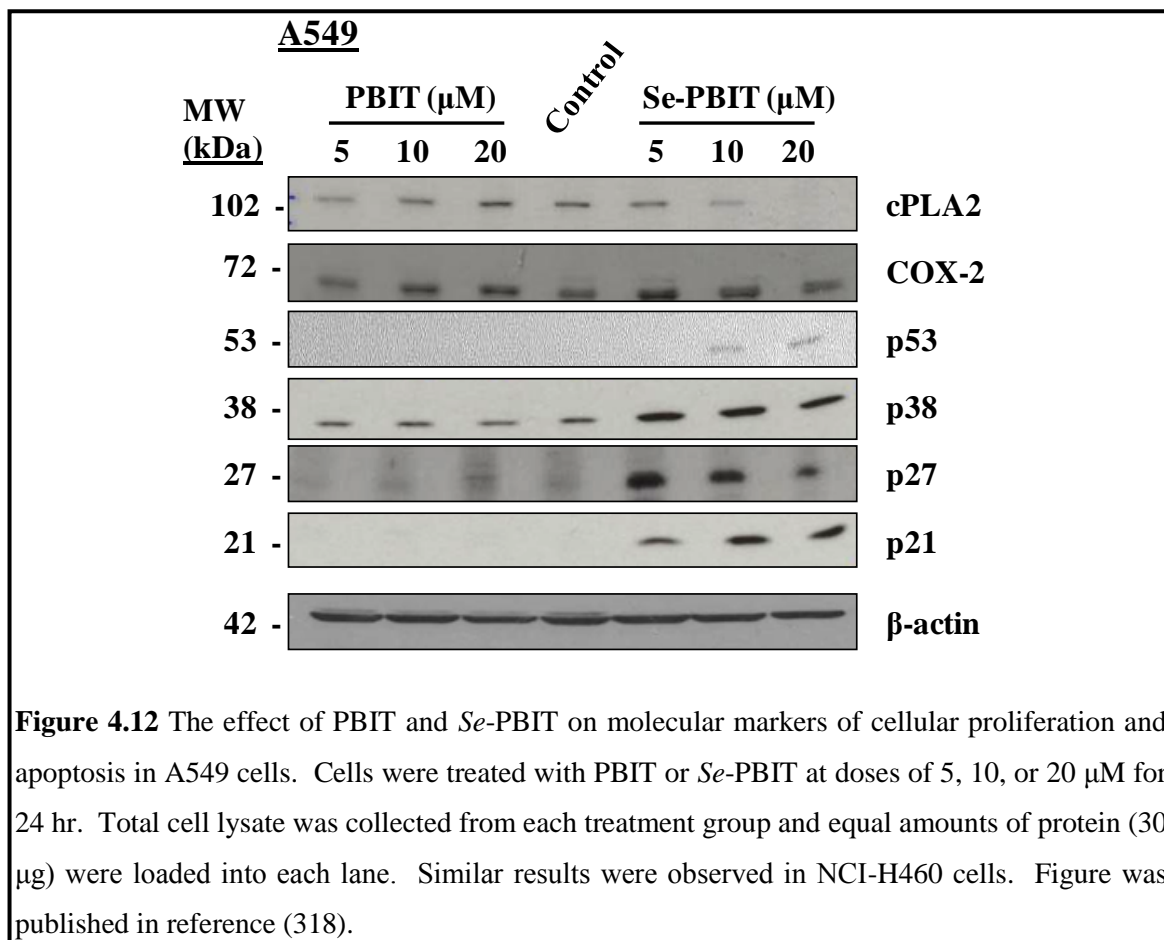 A549
MW
(kDa)
PBIT (μM)
Control
Se-PBIT (μM)
5 10 20 5 10 20
102 - cPLA2
72 - COX-2
53 - p53
38 - p38
27 - p27
21 - p21
42 - β-actin
Figure 4.12 The effect of PBIT and Se-PBIT on molecular markers of cellular proliferation and
apoptosis in A549 cells. Cells were treated with PBIT or Se-PBIT at doses of 5, 10, or 20 μM for
24 hr. Total cell lysate was collected from each treatment group and equal amounts of protein (30
μg) were loaded into each lane. Similar results were observed in NCI-H460 cells. Figure was
published in reference (318).